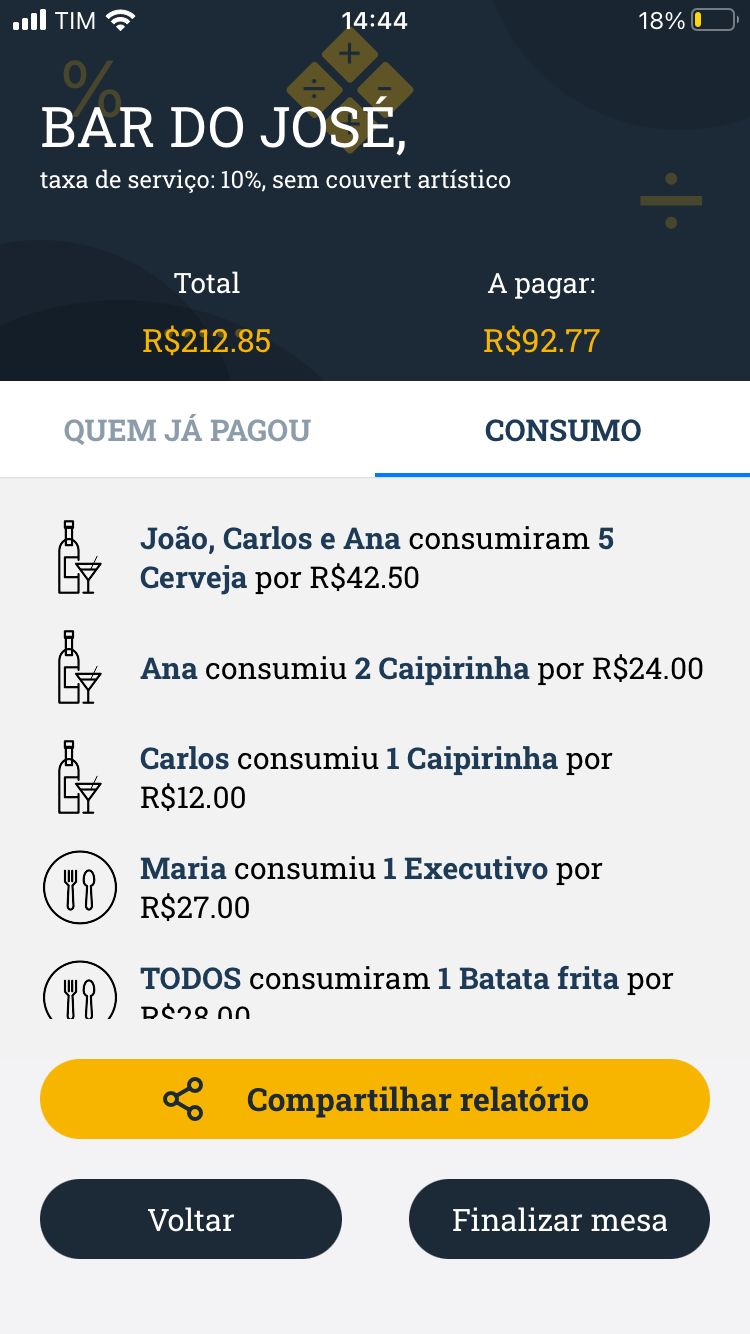 TIM 14:44 18%
%
BAR DO JOSÉ,
taxa de serviço: 10%, sem couvert artístico
Total A pagar:
R$212.85 R$92.77
QUEM JÁ PAGOU CONSUMO
João, Carlos e Ana consumiram 5
Cerveja por R$42.50
Ana consumiu 2 Caipirinha por R$24.00
Carlos consumiu 1 Caipirinha por
R$12.00
Maria consumiu 1 Executivo por
R$27.00
TODOS consumiram 1 Batata frita por
R$28.00
Compartilhar relatório
Voltar Finalizar mesa